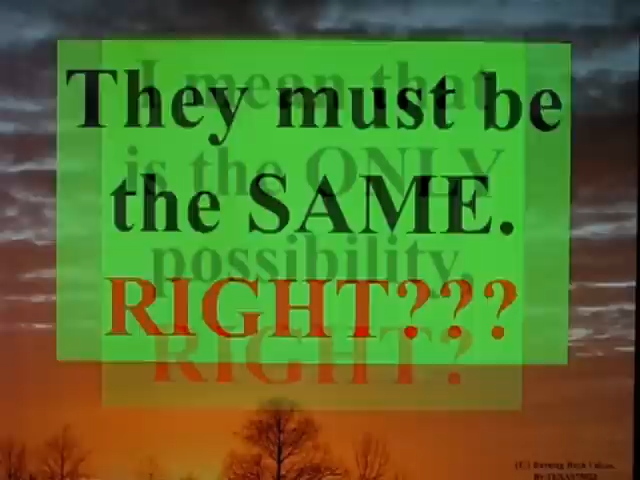 They must be
the SAME.
RIGHT???
I mean that
is the ONLY
possibility,
RIGHT?